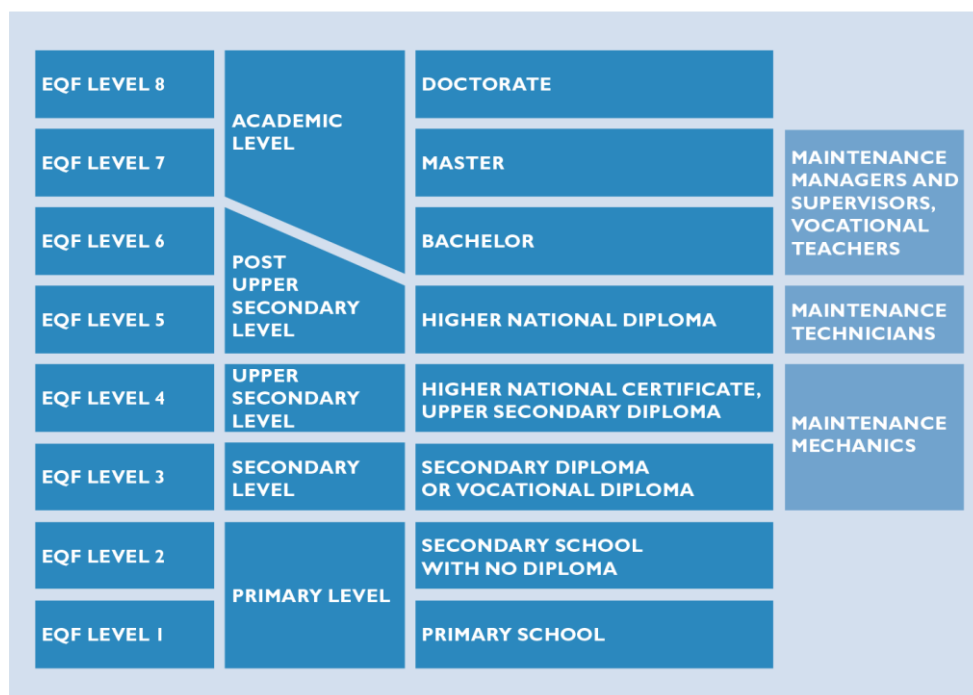 EQF LEVEL 8
ACADEMIC
LEVEL
DOCTORATE
EQF LEVEL 7
MASTER
MAINTENANCE
MANAGERS AND
SUPERVISORS,
VOCATIONAL
TEACHERS
EQF LEVEL 6
POST
UPPER
SECONDARY
LEVEL
BACHELOR
EQF LEVEL 5
HIGHER NATIONAL DIPLOMA
MAINTENANCE
TECHNICIANS
EQF LEVEL 4
UPPER
SECONDARY
LEVEL
HIGHER NATIONAL CERTIFICATE,
UPPER SECONDARY DIPLOMA
MAINTENANCE
MECHANICS
EQF LEVEL 3
SECONDARY
LEVEL
SECONDARY DIPLOMA
OR VOCATIONAL DIPLOMA
EQF LEVEL 2
PRIMARY LEVEL
SECONDARY SCHOOL
WITH NO DIPLOMA
EQF LEVEL 1
PRIMARY SCHOOL